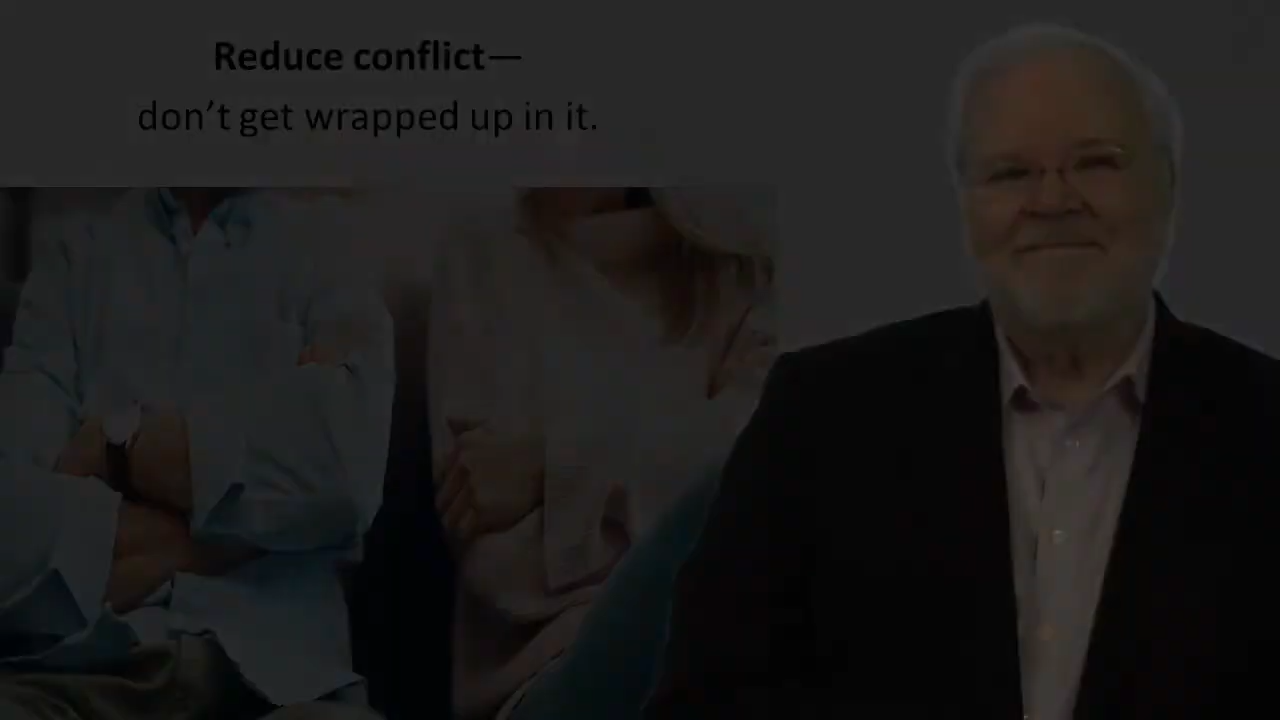 Reduce conflict—
don’t get wrapped up in it.